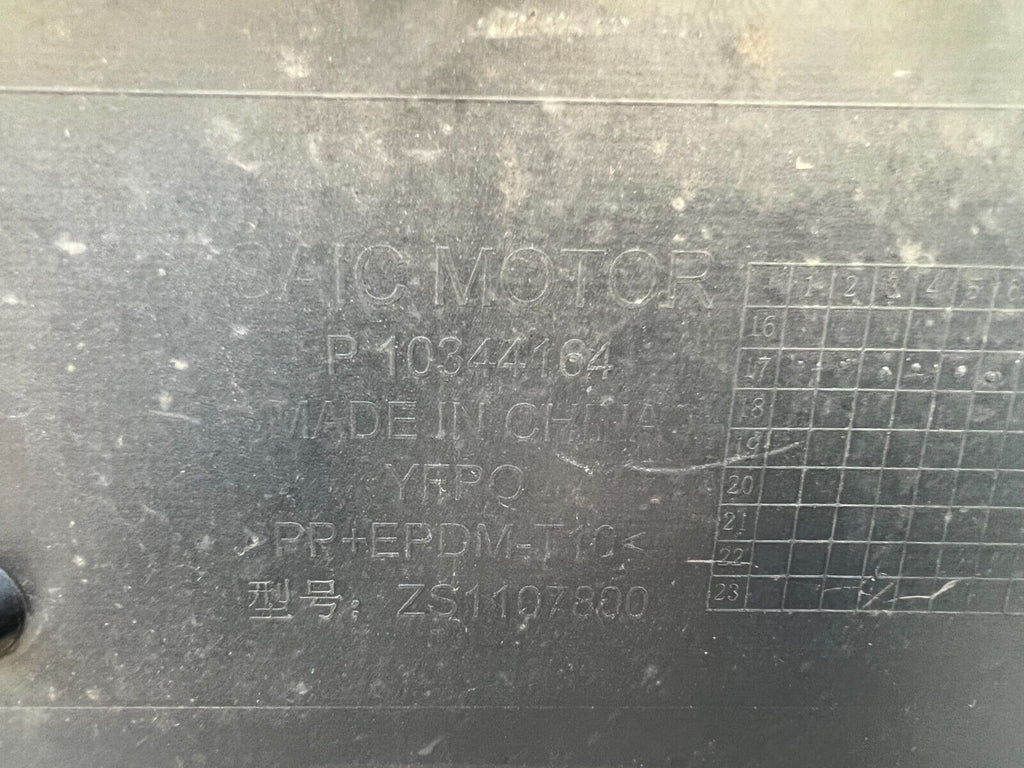 SAIC MOTOR
P 10344164
MADE IN CHINA
YFPO
>PP+EPDM-T10<
型号: ZS1107800
1 2 3 4 5 6
16
17
18
19
20
21
22
23